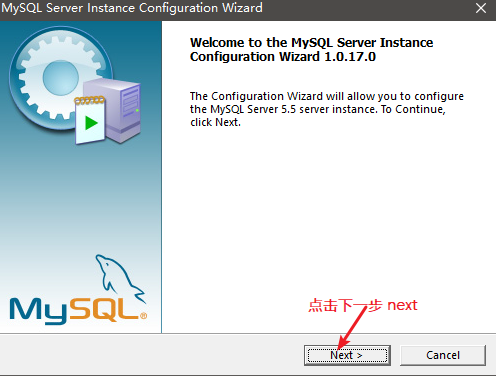 MySQL Server Instance Configuration Wizard
Welcome to the MySQL Server Instance
Configuration Wizard 1.0.17.0
The Configuration Wizard will allow you to configure
the MySQL Server 5.5 server instance. To Continue,
click Next.
MySQL®
点击下一步 next
Next >
Cancel